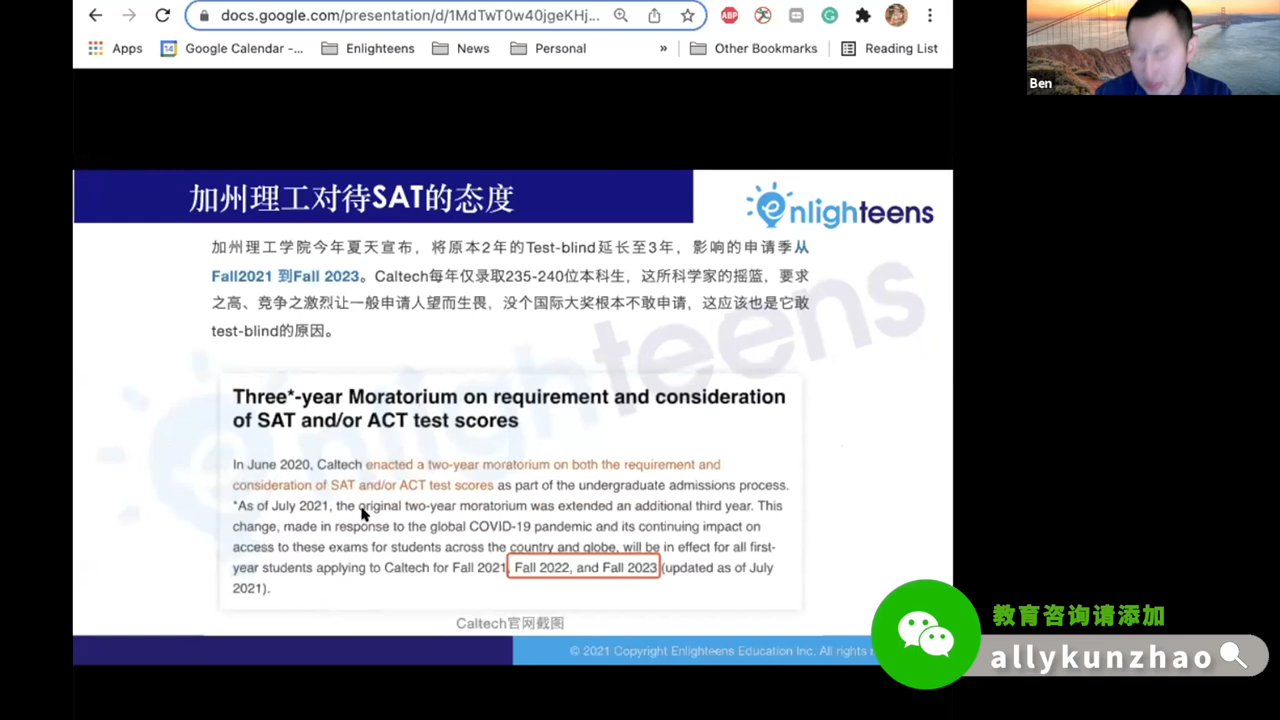 docs.google.com/presentation/d/1MdTwT0w40jgeKHj...
ABP
Apps
14
Google Calendar -...
Enlighteens
News
Personal
»
Other Bookmarks
Reading List
Ben
加州理工对待SAT的态度
enlighteens
加州理工学院今年夏天宣布，将原本2年的Test-blind延长至3年，影响的申请季从
Fall2021 到Fall 2023。Caltech每年仅录取235-240位本科生，这所科学家的摇篮，要求
之高、竞争之激烈让一般申请人望而生畏，没个国际大奖根本不敢申请，这应该也是它敢
test-blind的原因。
enlighteens
Three*-year Moratorium on requirement and consideration
of SAT and/or ACT test scores
In June 2020, Caltech enacted a two-year moratorium on both the requirement and
consideration of SAT and/or ACT test scores as part of the undergraduate admissions process.
*As of July 2021, the original two-year moratorium was extended an additional third year. This
change, made in response to the global COVID-19 pandemic and its continuing impact on
access to these exams for students across the country and globe, will be in effect for all first-
year students applying to Caltech for Fall 2021, Fall 2022, and Fall 2023 (updated as of July
2021).
Caltech官网截图
© 2021 Copyright Enlighteens Education Inc. All rights
教育咨询请添加
allykunzhao